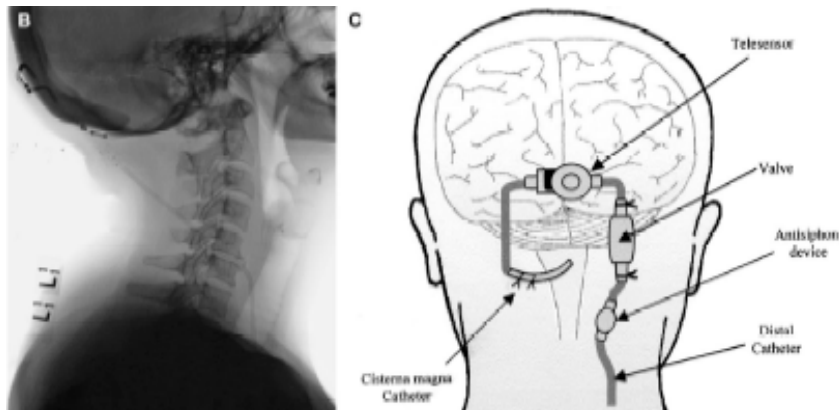 B
C
Telesensor
Valve
Antisiphon
device
Distal
Catheter
Cisterna magna
Catheter